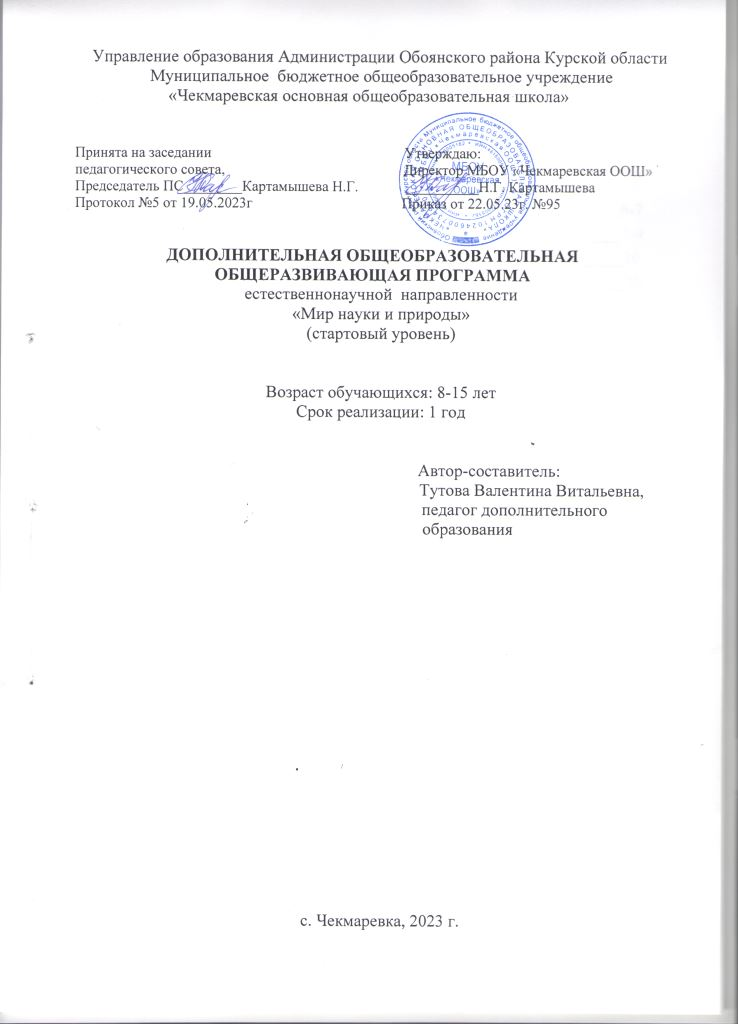 Управление образования Администрации Обоянского района Курской области
Муниципальное бюджетное общеобразовательное учреждение
«Чекмаревская основная общеобразовательная школа»
Принята на заседании
педагогического совета,
Председатель ПС Картамышева Н.Г.
Протокол №5 от 19.05.2023г
Утверждаю:
Директор МБОУ «Чекмаревская ООШ»
Н.Г. Картамышева
Приказ от 22.05.23г. №95
МБОУ
«Чекмаревская
ООШ»
ДОПОЛНИТЕЛЬНАЯ ОБЩЕОБРАЗОВАТЕЛЬНАЯ
ОБЩЕРАЗВИВАЮЩАЯ ПРОГРАММА
естественнонаучной направленности
«Мир науки и природы»
(стартовый уровень)
Возраст обучающихся: 8-15 лет
Срок реализации: 1 год
Автор-составитель:
Тутова Валентина Витальевна,
педагог дополнительного
образования
с. Чекмаревка, 2023 г.